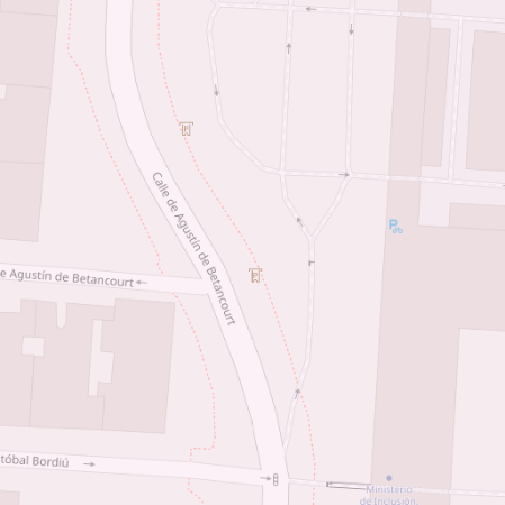 Calle de Agustín de Betancourt
e Agustín de Betancourt
tóbal Bordiú
Ministerio
de Inclusión,